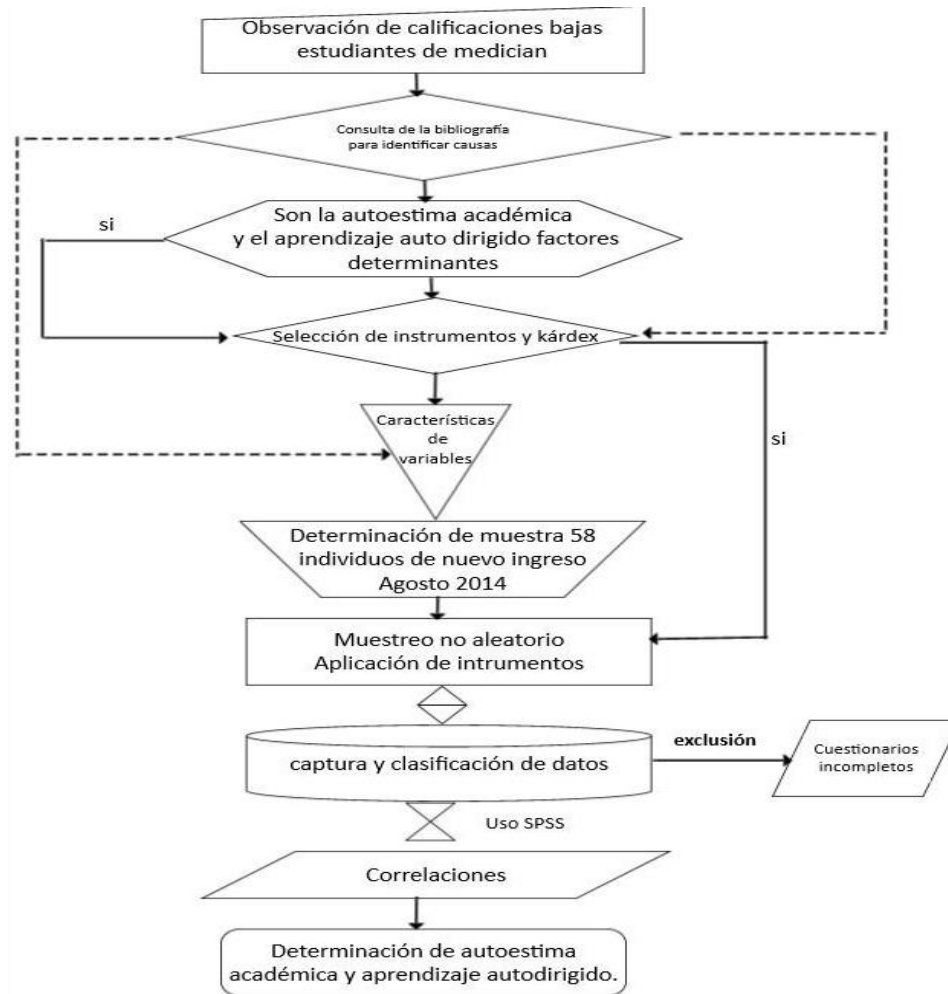 Observación de calificaciones bajas
estudiantes de medician
Consulta de la bibliografía
para identificar causas
si
Son la autoestima académica
y el aprendizaje auto dirigido factores
determinantes
Selección de instrumentos y kárdex
Características
de
variables
si
Determinación de muestra 58
individuos de nuevo ingreso
Agosto 2014
Muestreo no aleatorio
Aplicación de intrumentos
captura y clasificación de datos
exclusión
Cuestionarios
incompletos
Uso SPSS
Correlaciones
Determinación de autoestima
académica y aprendizaje autodirigido.